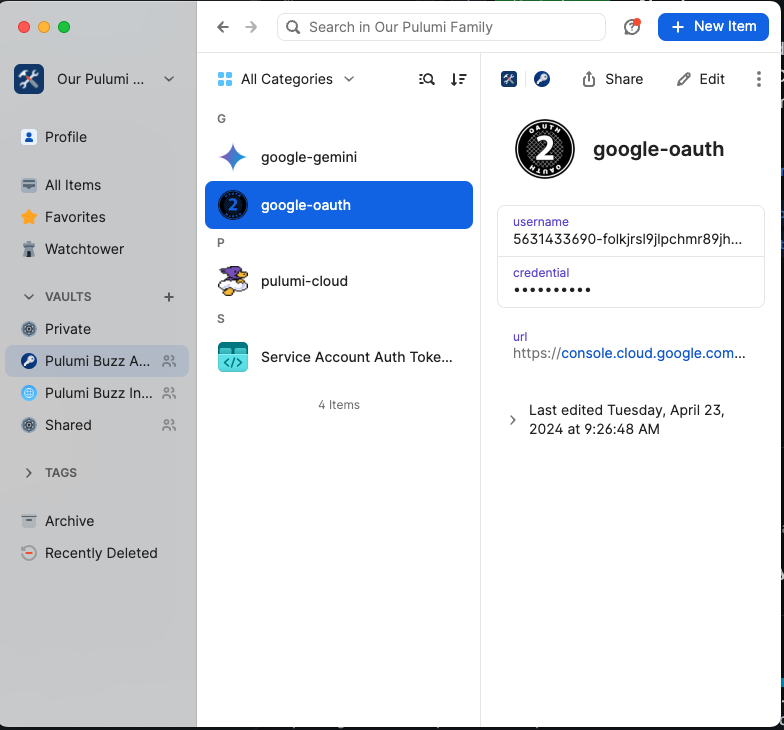 Search in Our Pulumi Family
New Item
Our Pulumi ...
Profile
All Items
Favorites
Watchtower
VAULTS
Private
Pulumi Buzz A...
Pulumi Buzz In...
Shared
TAGS
Archive
Recently Deleted
All Categories
G
google-gemini
google-oauth
P
pulumi-cloud
S
Service Account Auth Toke...
4 Items
Share
Edit
OAUTH
2
OAUTH
google-oauth
username
5631433690-folkjrsl9jlpchmr89jh...
credential
••••••••••
url
https://console.cloud.google.com...
Last edited Tuesday, April 23,
2024 at 9:26:48 AM